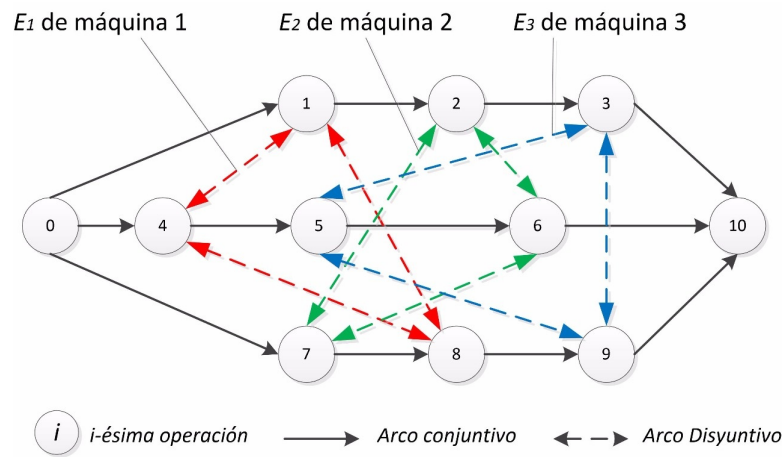 E1 de máquina 1 E2 de máquina 2 E3 de máquina 3
1 2 3
0 4 5 6 10
7 8 9
i i-ésima operación Arco conjuntivo Arco Disyuntivo